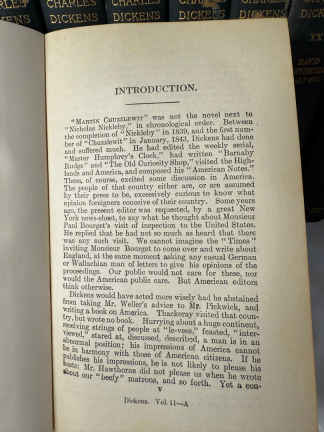 CHARLES
DICKENS
CHARLES
DICKENS
CHARLES
DICKENS
CHARLES
DICKENS
XX
DAVID
INTRODUCTION.
"MARTIN CHUZZLEWIT" was not the novel next to
"Nicholas Nickleby," in chronological order. Between
the completion of "Nickleby" in 1839, and the first num-
ber of "Chuzzlewit" in January, 1843, Dickens had done
and suffered much. He had edited the weekly serial,
"Master Humphrey's Clock," had written "Barnaby
Rudge" and "The Old Curiosity Shop," visited the High-
lands and America, and composed his "American Notes."
These, of course, excited some discussion in America.
The people of that country either are, or are assumed
by their press to be, excessively curious to know what
opinion foreigners conceive of their country. Some years
ago, the present editor was requested, by a great New
York news-sheet, to say what he thought about Monsieur
Paul Bourget's visit of inspection to the United States.
He replied that he had not so much as heard that there
was any such visit. We cannot imagine the "Times"
inviting Monsieur Bourget to come over and write about
England, at the same moment asking any casual German
or Wallachian man of letters to give his opinion of the
proceedings. Our public would not care for these, nor
would the American public care. But American editors
think otherwise.
Dickens would have acted more wisely had he abstained
from taking Mr. Weller's advice to Mr. Pickwick, and
writing a book on America. Thackeray visited that coun-
try, but wrote no book. Hurrying about a huge continent,
receiving strings of people at "levees," feasted, "inter-
viewed," stared at, discussed, described, a man is in an
abnormal position; his impressions of America cannot
be in harmony with those of American citizens. If he
publishes his impressions, he is not likely to please his
hosts; Mr. Hawthorne did not please us when he wrote
about our "beefy" matrons, and so forth. Yet a con-
v
Dickens. Vol. 11—A